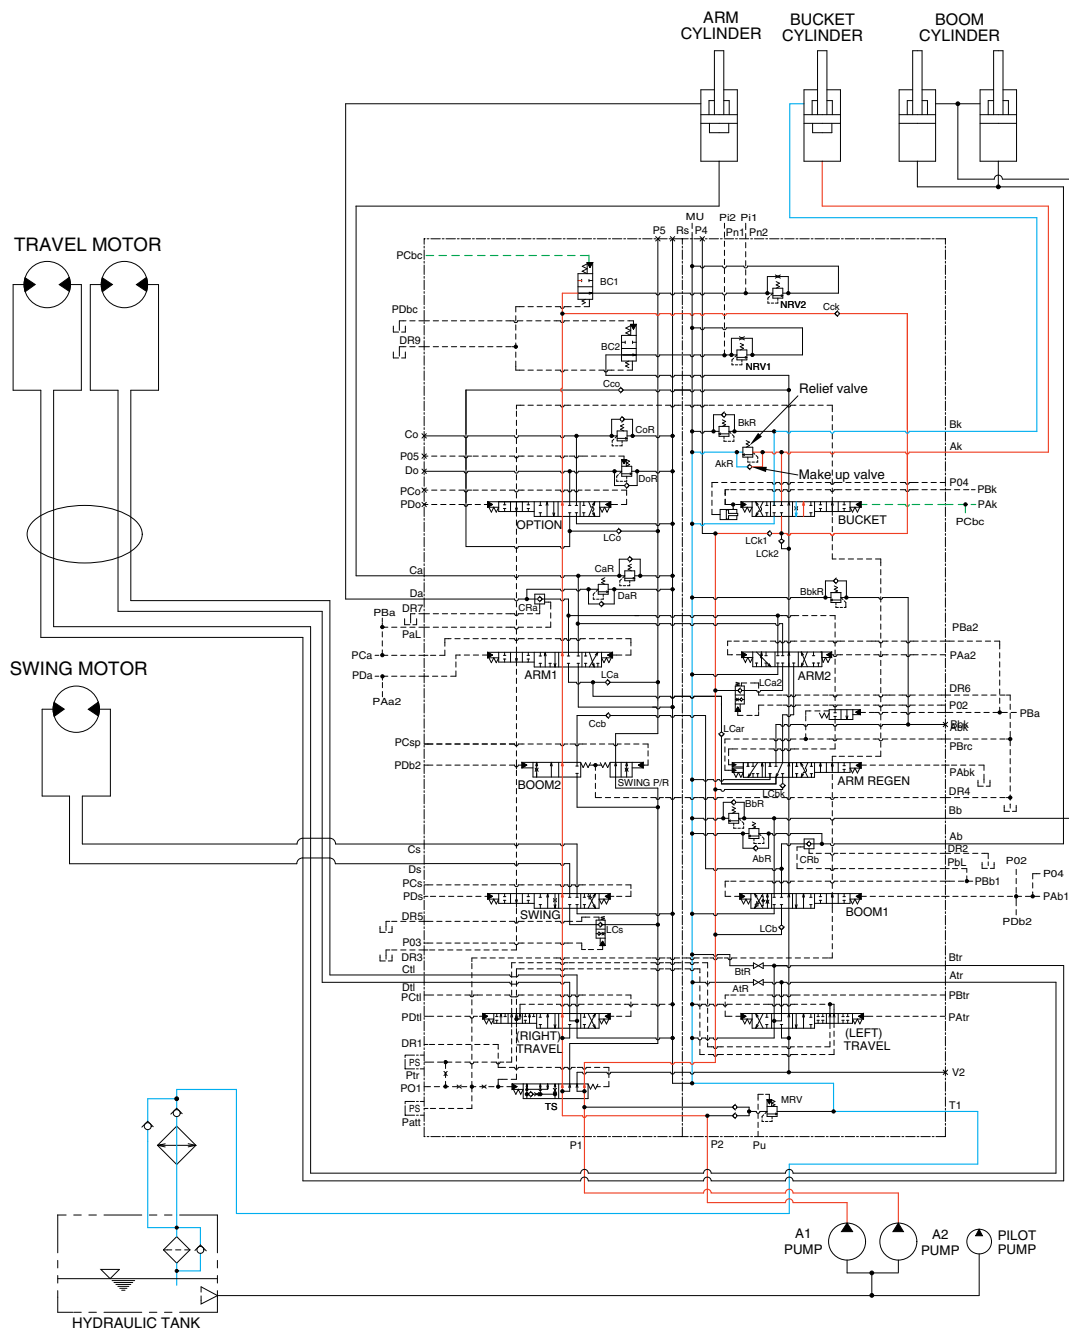 ARM
CYLINDER
BUCKET
CYLINDER
BOOM
CYLINDER
TRAVEL MOTOR
SWING MOTOR
P5
Rs
MU
P4
Pi2
Pi1
Pn1
Pn2
PCbc
BC1
NRV2
Cck
PDbc
DR9
BC2
NRV1
Cco
Relief valve
Co
CoR
BkR
Bk
Ak
P05
Do
DoR
AkR
Make up valve
P04
PCo
PBk
PDo
PAk
OPTION
BUCKET
PCbc
LCo
LCk1
LCk2
Ca
CaR
Da
DaR
BbkR
DR7
CRa
PBa
PaL
PBa2
PCa
PAa2
PDa
ARM1
ARM2
PAa2
LCa
LCa2
DR6
P02
PBa
Ccb
LCar
Bbk
Abk
PCsp
PBrc
PDb2
PAbk
BOOM2
SWING P/R
ARM REGEN
LCbk
DR4
BbR
Bb
Cs
AbR
CRb
Ab
DR2
Ds
PbL
P02
PCs
PBb1
P04
PDs
PAb1
SWING
BOOM1
DR5
LCs
PDb2
P03
LCb
DR3
Ctl
BtR
Btr
Dtl
AtR
Atr
PCtl
PBtr
PDtl
PAtr
(RIGHT)
TRAVEL
(LEFT)
TRAVEL
DR1
PS
Ptr
V2
PO1
TS
MRV
PS
T1
Patt
P1
P2
Pu
A1
PUMP
A2
PUMP
PILOT
PUMP
HYDRAULIC TANK